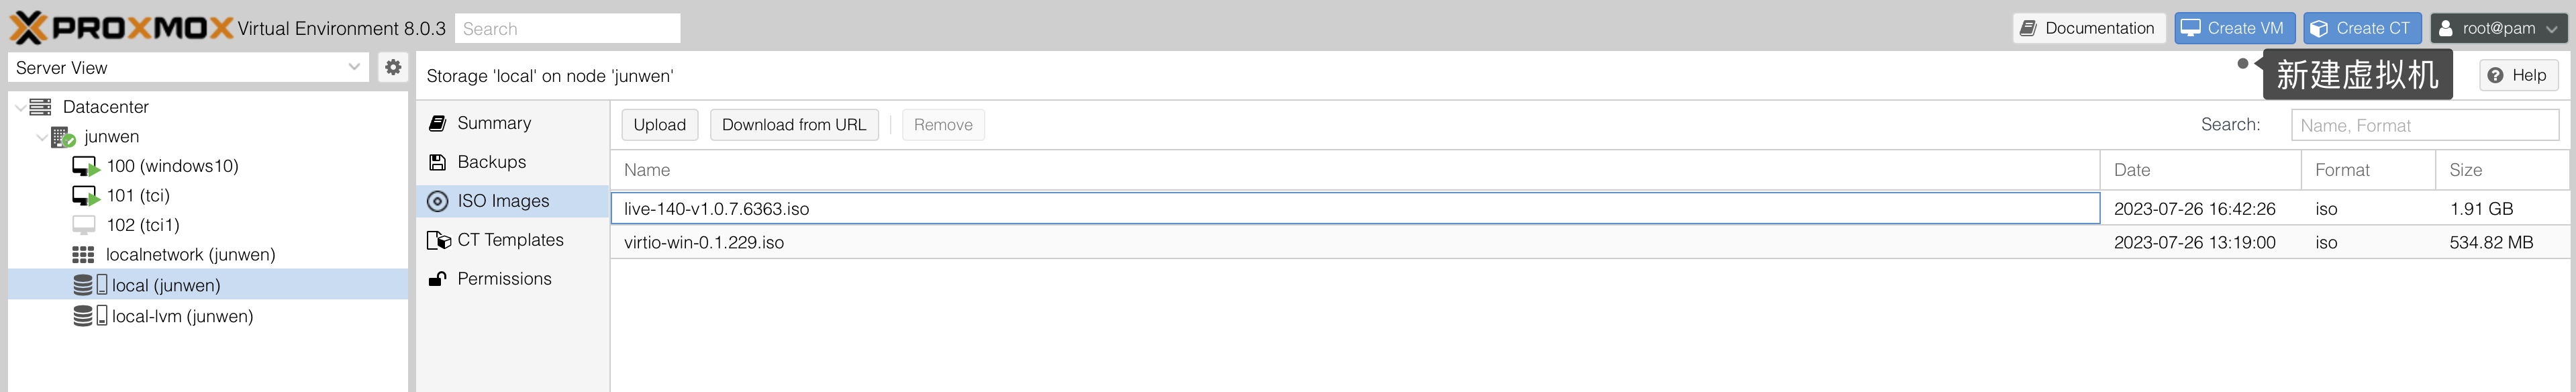 PROXMOX Virtual Environment 8.0.3 Search Documentation Create VM Create CT root@pam
Server View
Storage 'local' on node 'junwen' 新建虚拟机 Help
Datacenter
junwen
100 (windows10)
101 (tci)
102 (tci1)
localnetwork (junwen)
local (junwen)
local-lvm (junwen)
Summary
Backups
ISO Images
CT Templates
Permissions
Upload Download from URL Remove Search: Name, Format
Name Date Format Size
live-140-v1.0.7.6363.iso 2023-07-26 16:42:26 iso 1.91 GB
virtio-win-0.1.229.iso 2023-07-26 13:19:00 iso 534.82 MB